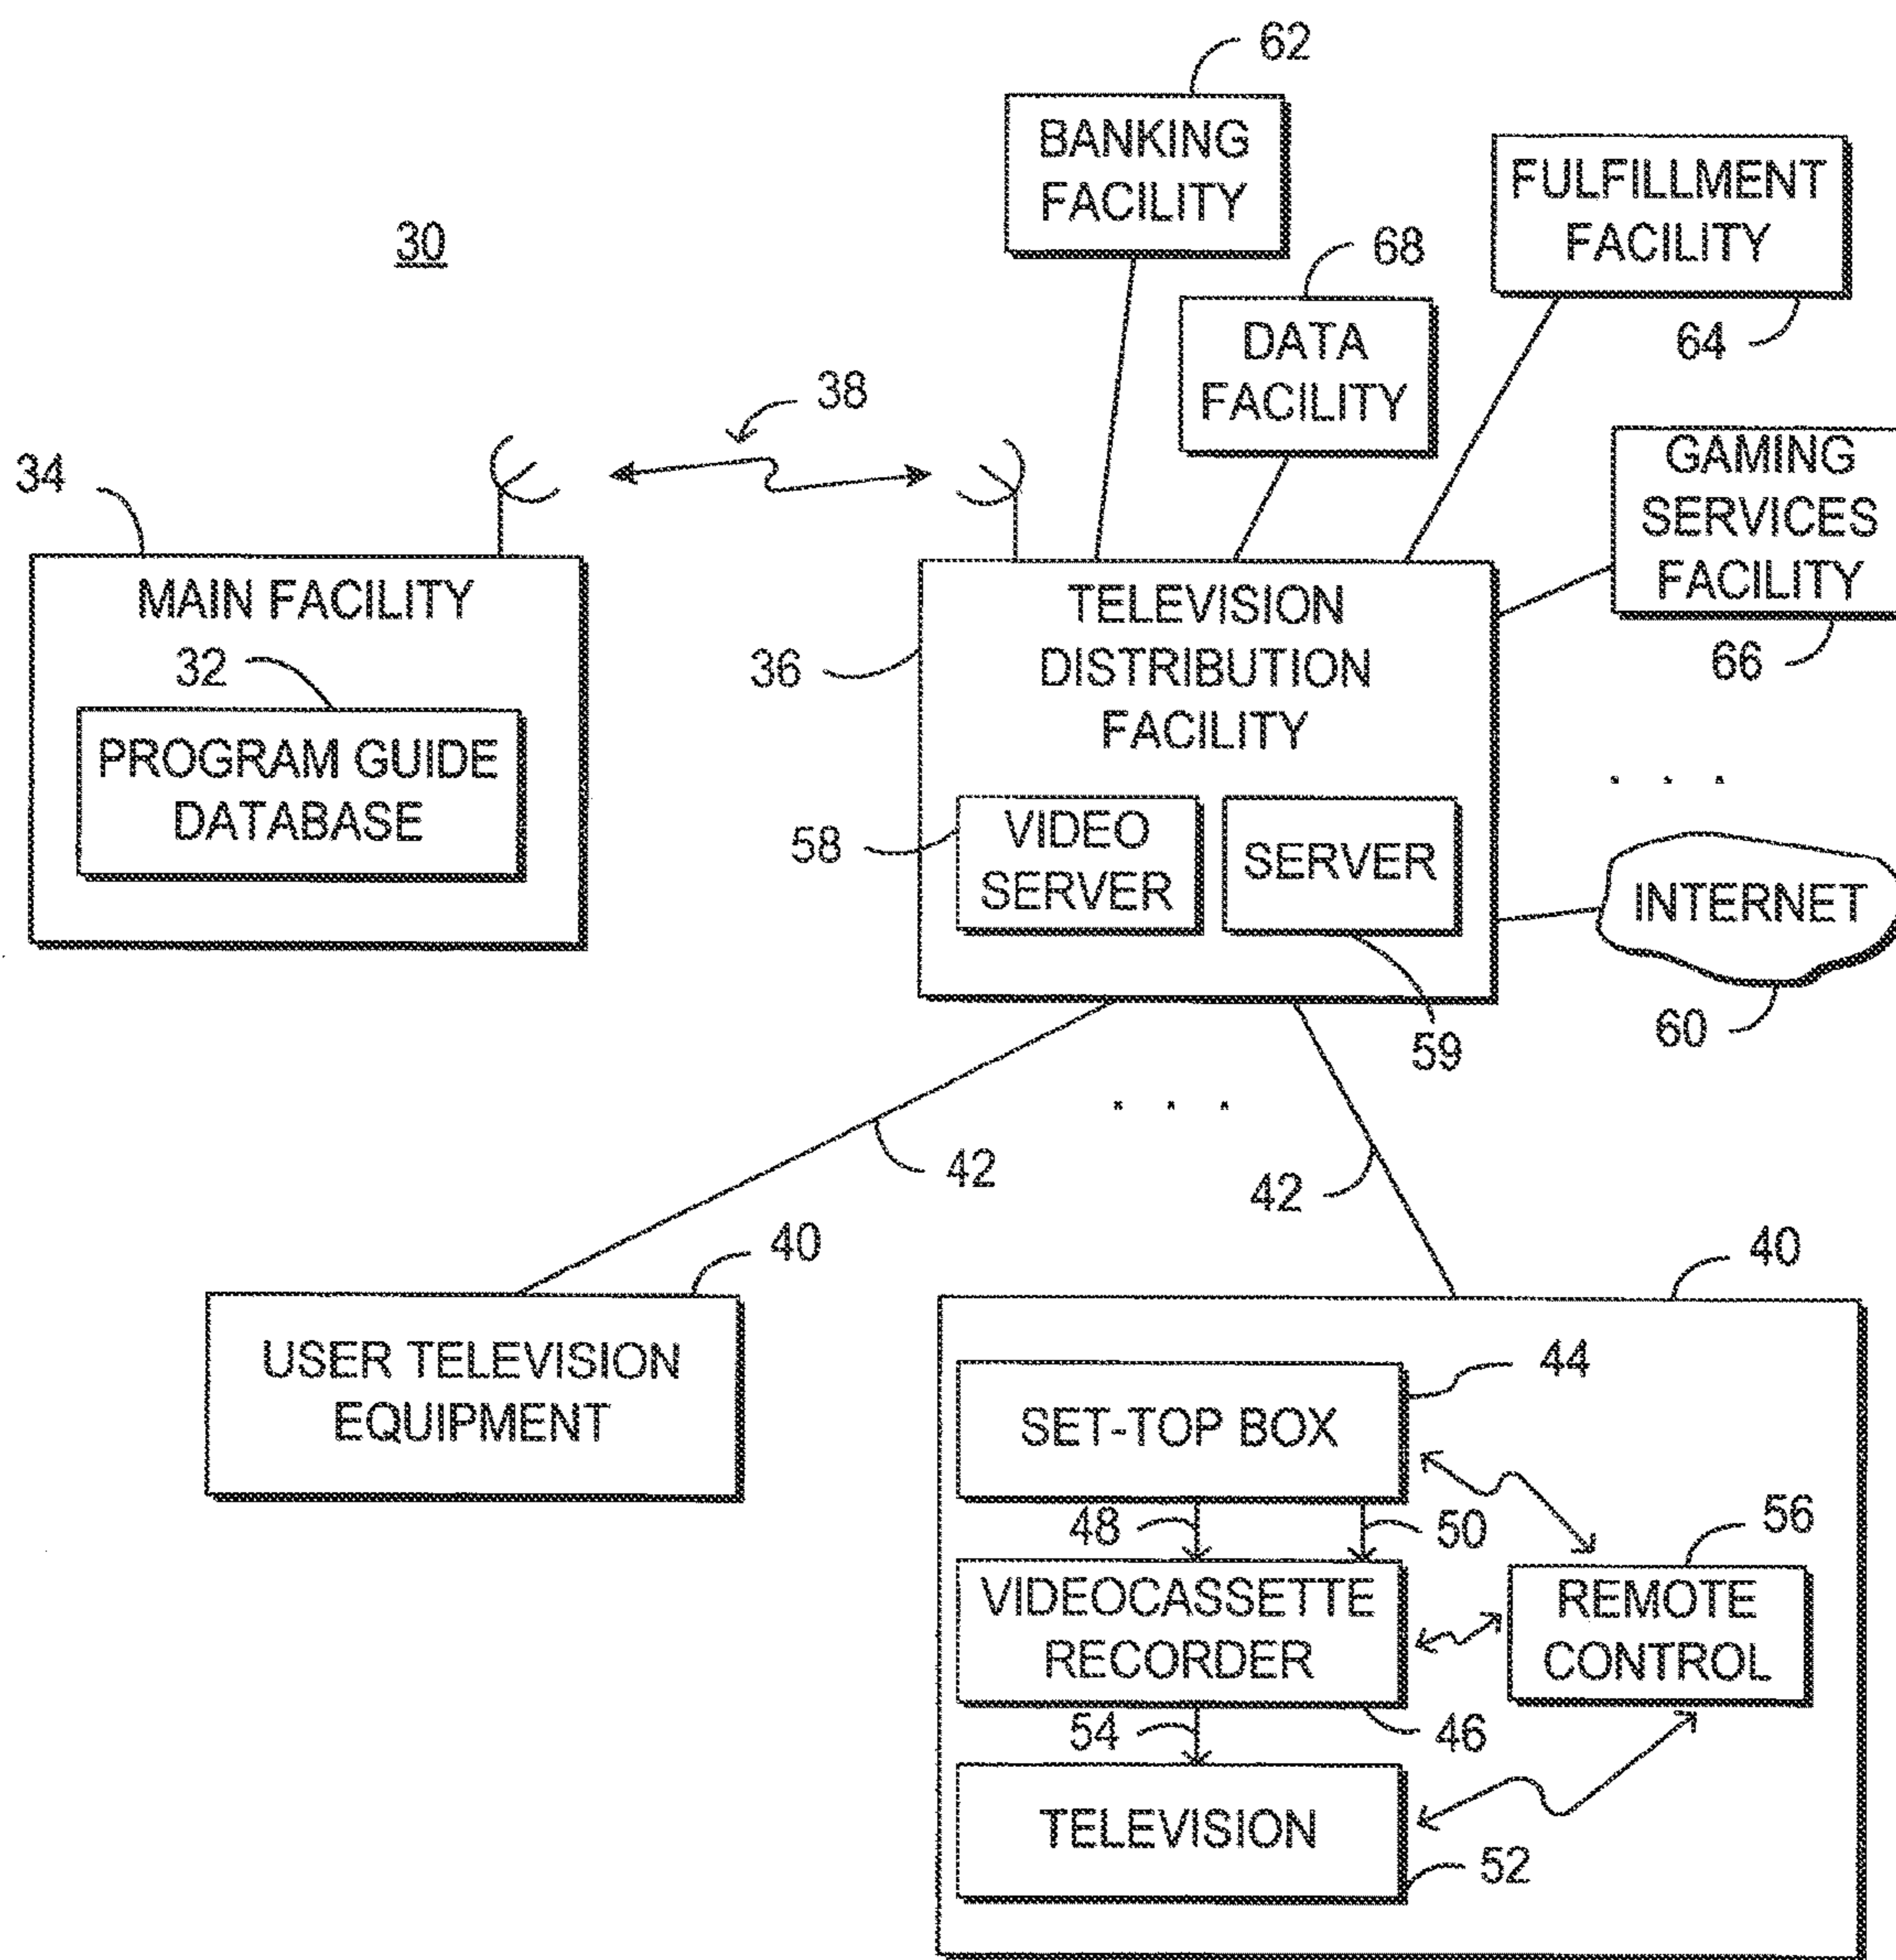 62
BANKING
FACILITY
FULFILLMENT
FACILITY
64
30
68
DATA
FACILITY
38
34
GAMING
SERVICES
FACILITY
66
MAIN FACILITY
32
PROGRAM GUIDE
DATABASE
36
TELEVISION
DISTRIBUTION
FACILITY
. . .
58
VIDEO
SERVER
SERVER
59
INTERNET
60
. . .
42
42
40
USER TELEVISION
EQUIPMENT
40
44
SET-TOP BOX
48
50
56
VIDEOCASSETTE
RECORDER
REMOTE
CONTROL
54
46
TELEVISION
52